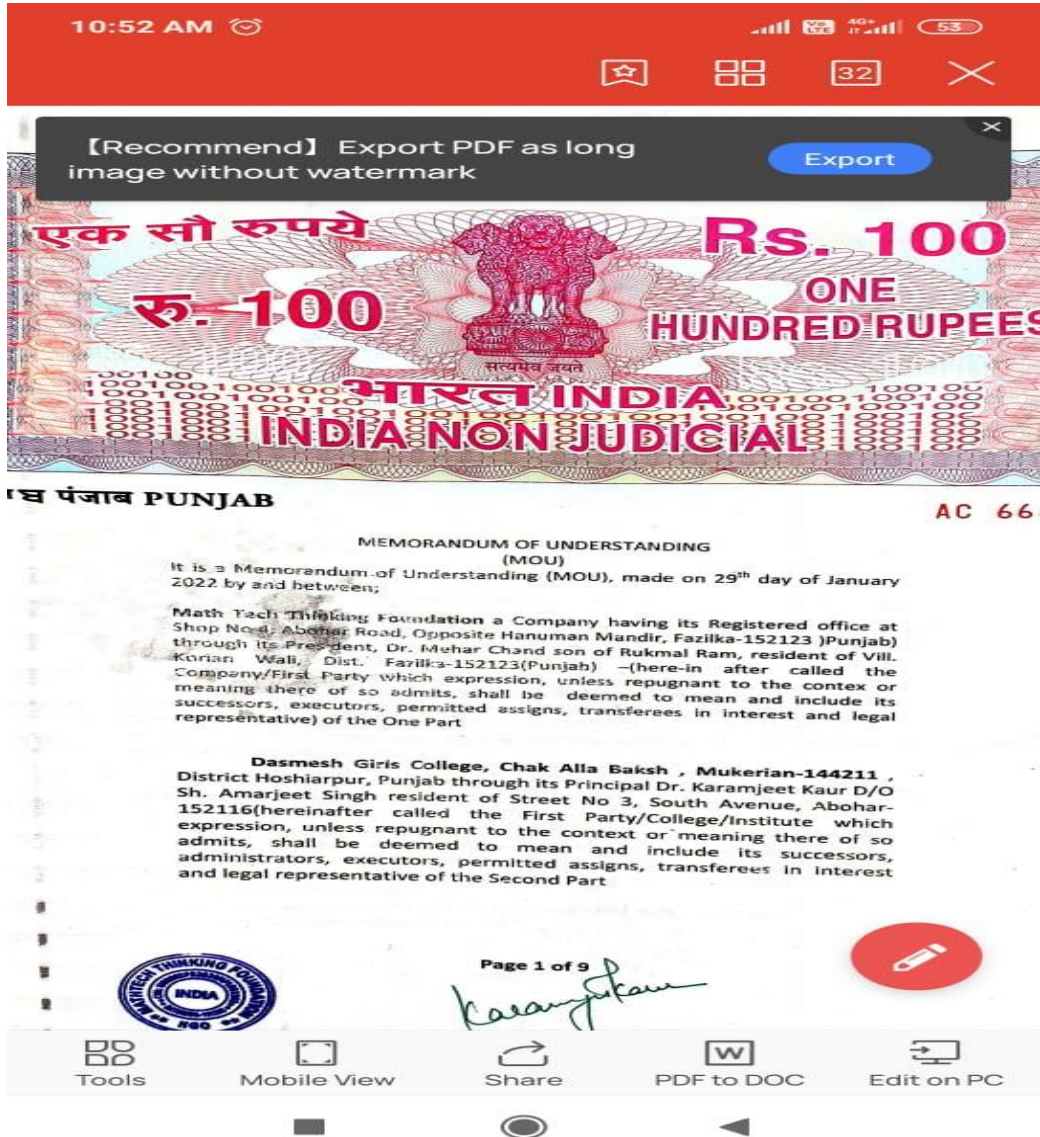 10:52 AM
Vo LTE 4G+ 53
32
【Recommend】 Export PDF as long
image without watermark
Export
एक सौ रुपये
Rs. 100
रु. 100
ONE
HUNDRED RUPEES
सत्यमेव जयते
भारत INDIA
INDIA NON JUDICIAL
पंजाब PUNJAB
AC 66
MEMORANDUM OF UNDERSTANDING
(MOU)
It is a Memorandum of Understanding (MOU), made on 29th day of January
2022 by and between;
Math Tech Thinking Foundation a Company having its Registered office at
Shop No 4, Abohar Road, Opposite Hanuman Mandir, Fazilka-152123 )Punjab)
through its President, Dr. Mehar Chand son of Rukmal Ram, resident of Vill.
Korian Wali, Dist. Fazilka-152123(Punjab) –(here-in after called the
Company/First Party which expression, unless repugnant to the contex or
meaning there of so admits, shall be deemed to mean and include its
successors, executors, permitted assigns, transferees in interest and legal
representative) of the One Part
Dasmesh Girls College, Chak Alla Baksh , Mukerian-144211 ,
District Hoshiarpur, Punjab through its Principal Dr. Karamjeet Kaur D/O
Sh. Amarjeet Singh resident of Street No 3, South Avenue, Abohar-
152116(hereinafter called the First Party/College/Institute which
expression, unless repugnant to the context or meaning there of so
admits, shall be deemed to mean and include its successors,
administrators, executors, permitted assigns, transferees in interest
and legal representative of the Second Part
Page 1 of 9
MATHTECH THINKING FOUNDATION
INDIA
NGO
Tools
Mobile View
Share
PDF to DOC
Edit on PC